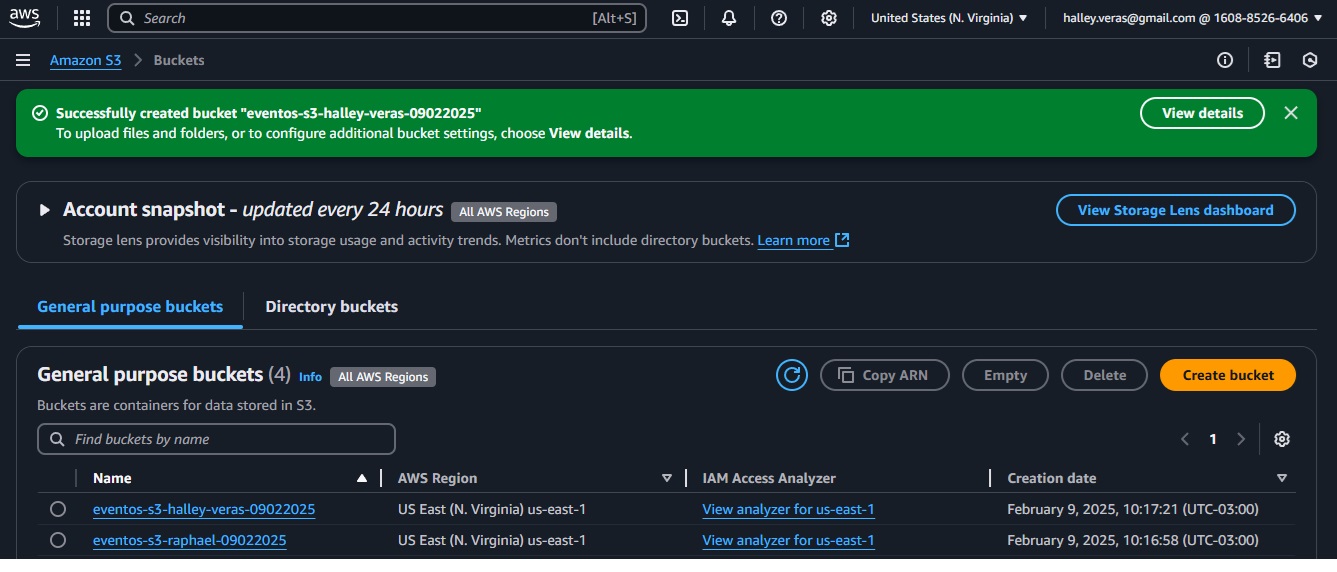 aws
Search [Alt+S] United States (N. Virginia) halley.veras@gmail.com @ 1608-8526-6406
Amazon S3 Buckets
Successfully created bucket "eventos-s3-halley-veras-09022025"
To upload files and folders, or to configure additional bucket settings, choose View details.
View details
Account snapshot - updated every 24 hours All AWS Regions
View Storage Lens dashboard
Storage lens provides visibility into storage usage and activity trends. Metrics don't include directory buckets. Learn more
General purpose buckets Directory buckets
General purpose buckets (4) Info All AWS Regions
Copy ARN Empty Delete Create bucket
Buckets are containers for data stored in S3.
Find buckets by name
1
Name AWS Region IAM Access Analyzer Creation date
eventos-s3-halley-veras-09022025 US East (N. Virginia) us-east-1 View analyzer for us-east-1 February 9, 2025, 10:17:21 (UTC-03:00)
eventos-s3-raphael-09022025 US East (N. Virginia) us-east-1 View analyzer for us-east-1 February 9, 2025, 10:16:58 (UTC-03:00)